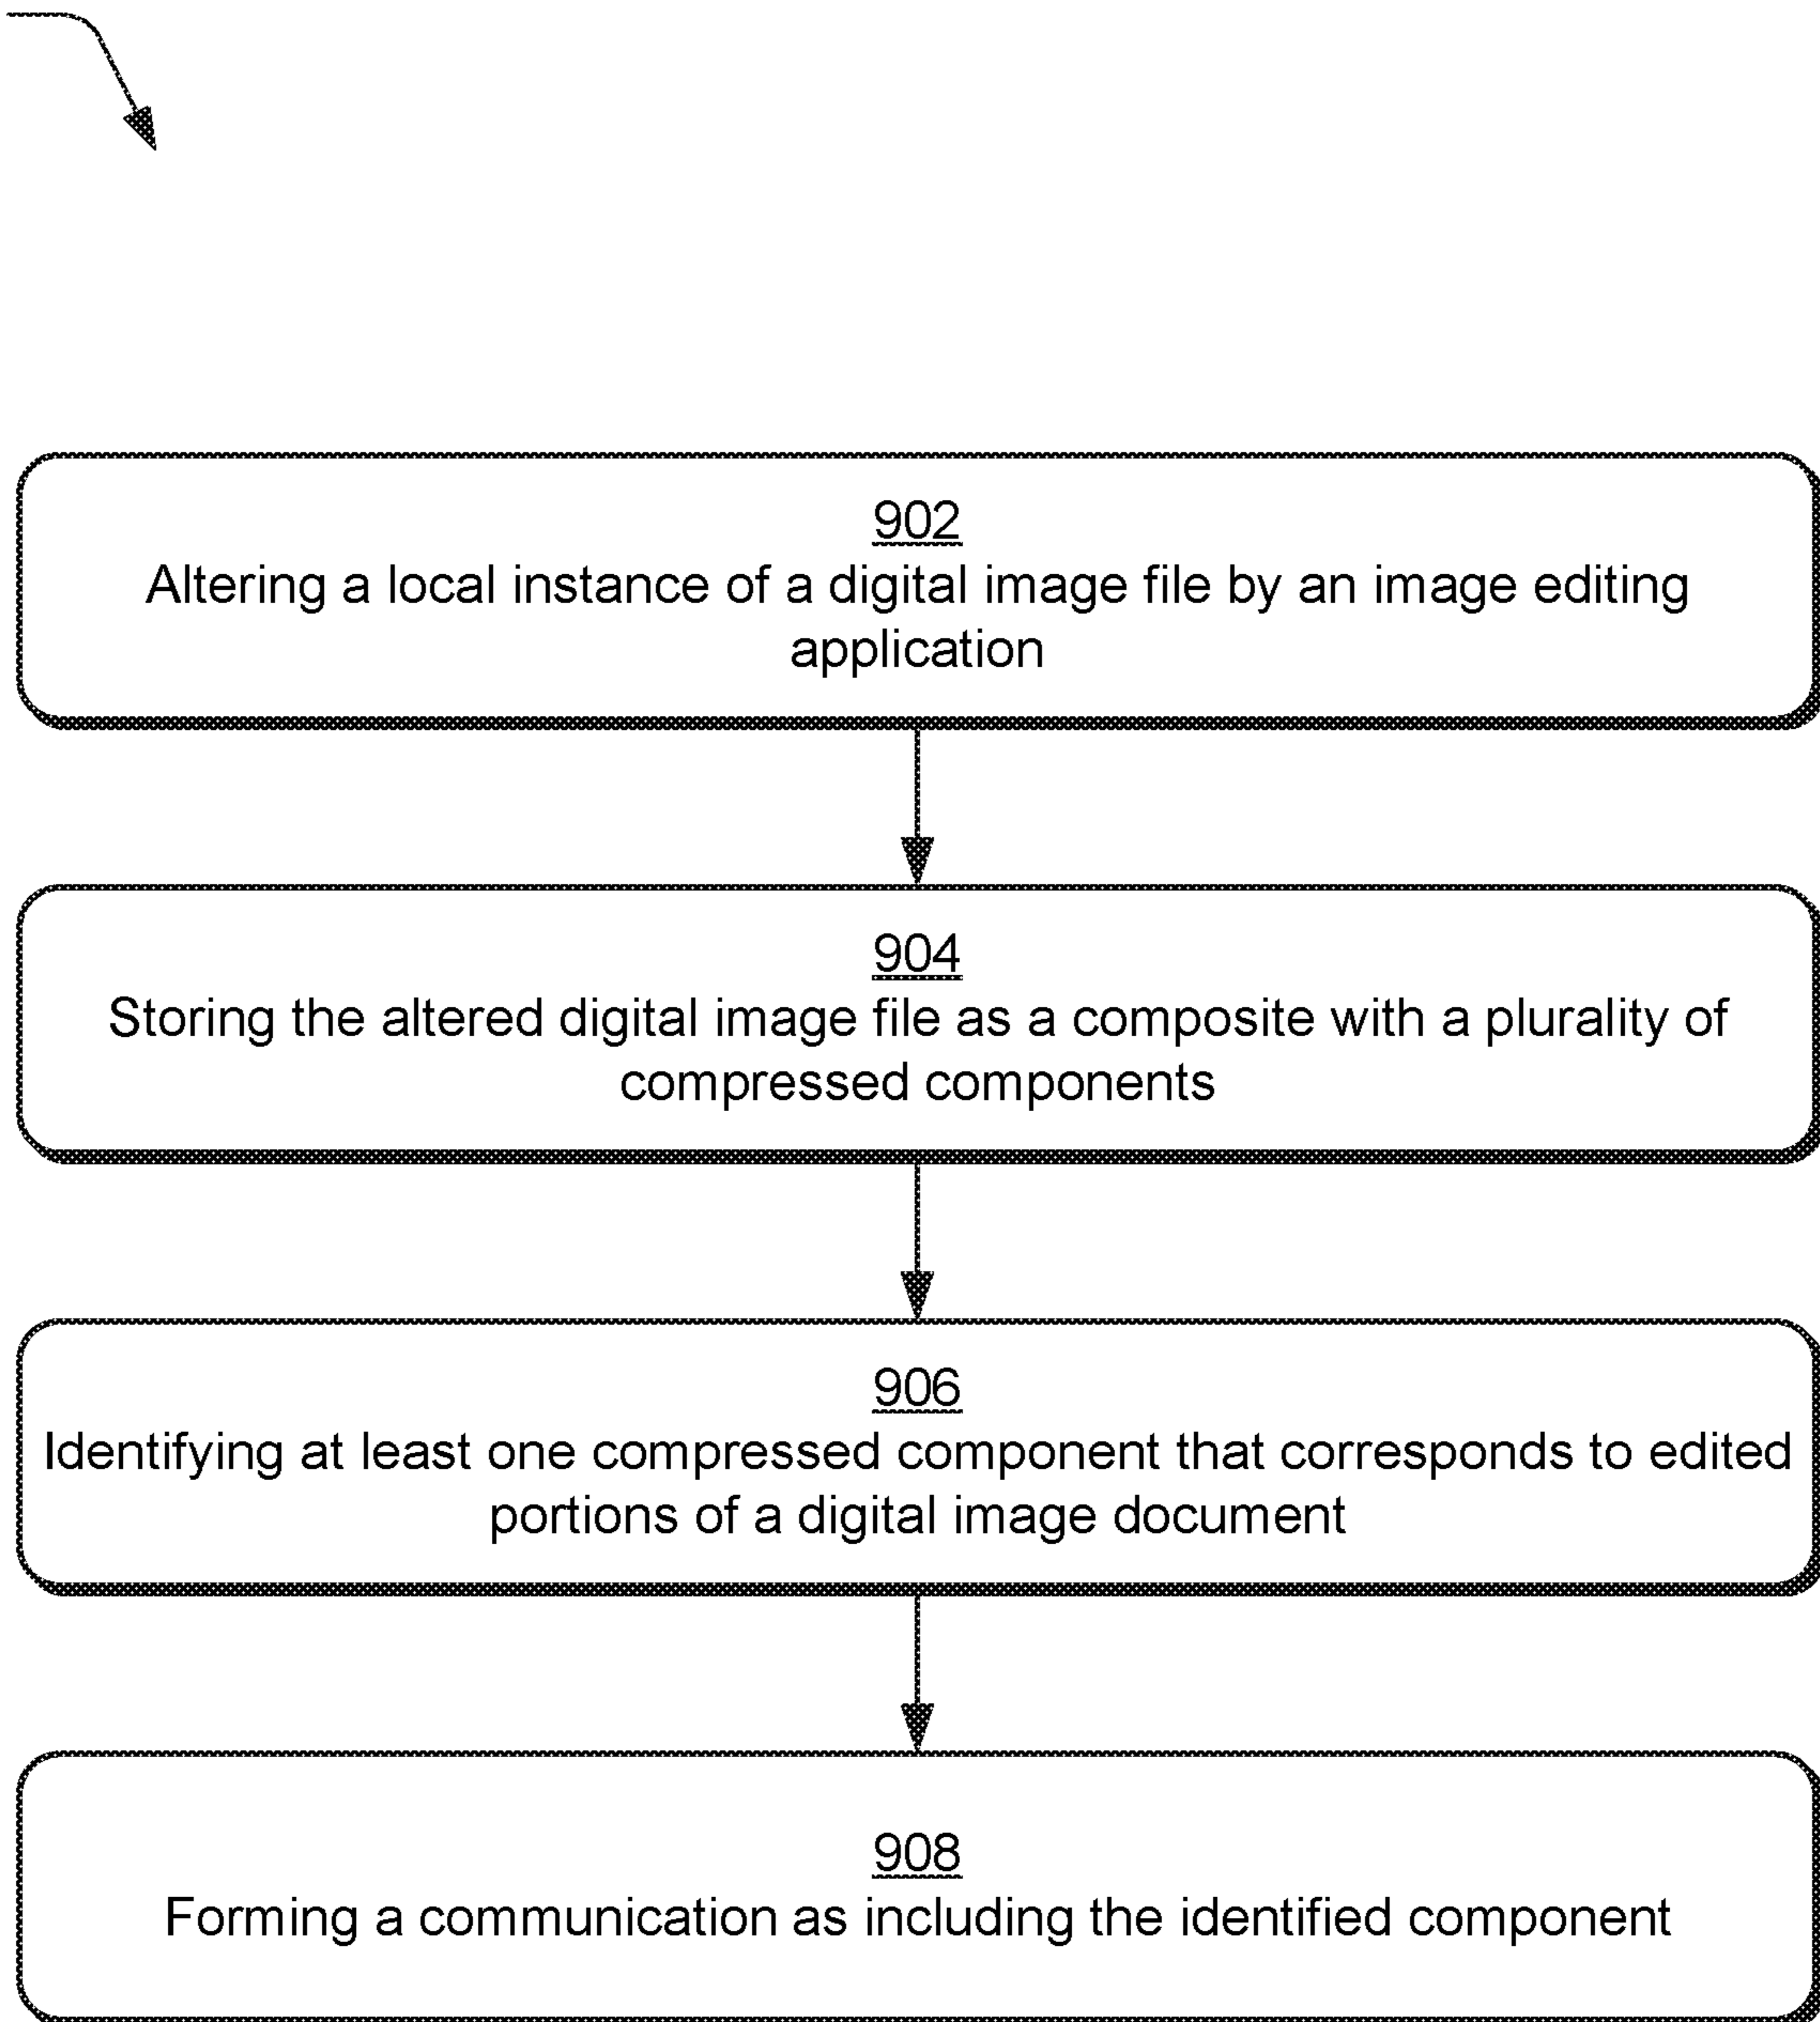 902
Altering a local instance of a digital image file by an image editing
application
904
Storing the altered digital image file as a composite with a plurality of
compressed components
906
Identifying at least one compressed component that corresponds to edited
portions of a digital image document
908
Forming a communication as including the identified component